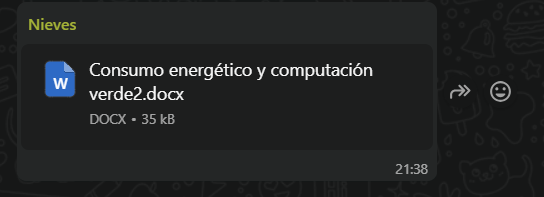 Nieves
W
Consumo energético y computación
verde2.docx
DOCX • 35 kB
21:38